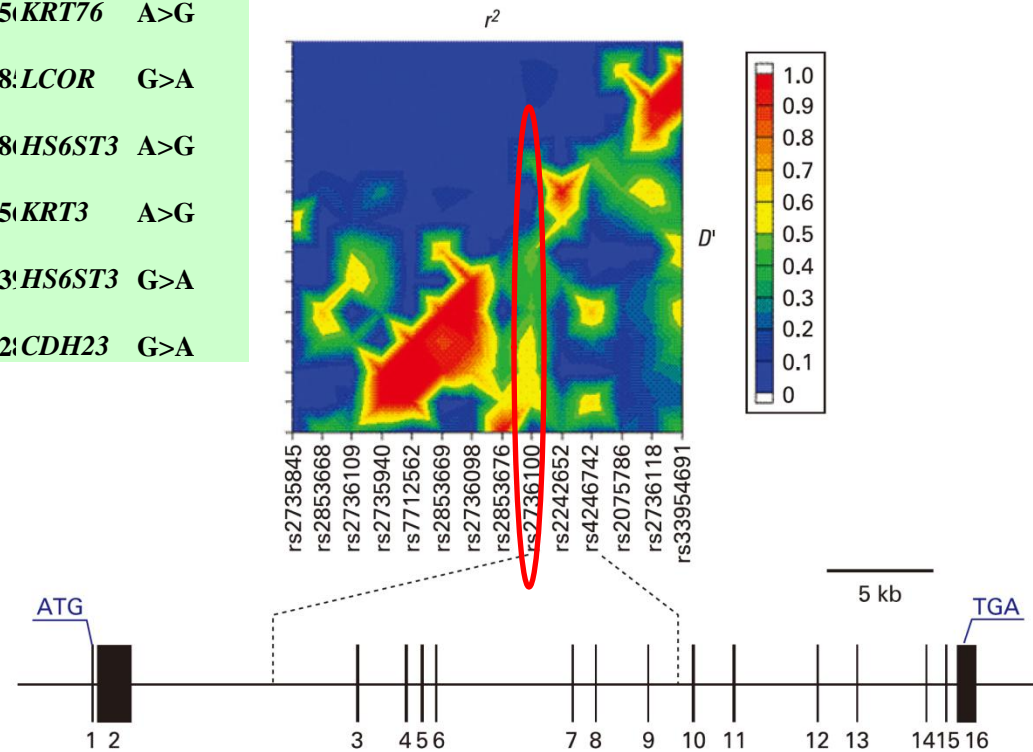 KRT76 A>G
LCOR G>A
HS6ST3 A>G
KRT3 A>G
HS6ST3 G>A
CDH23 G>A
r²
1.0
0.9
0.8
0.7
0.6
0.5
0.4
0.3
0.2
0.1
0
D'
rs2735845
rs2853668
rs2736109
rs2735940
rs7712562
rs2853669
rs2736098
rs2853676
rs2736100
rs2242652
rs4246742
rs2075786
rs2736118
rs33954691
5 kb
ATG
TGA
1 2 3 4 5 6 7 8 9 10 11 12 13 14 15 16